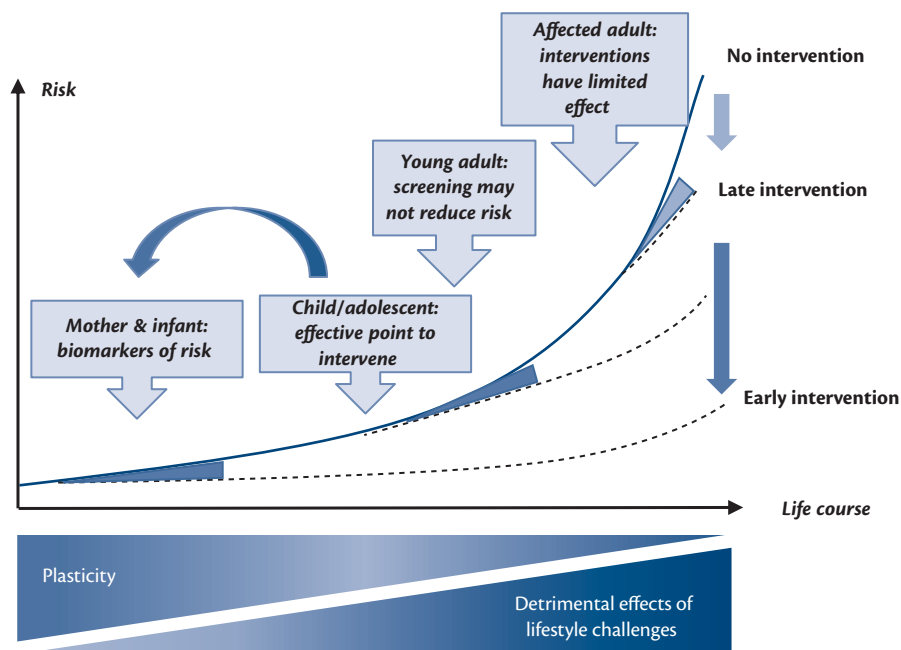 Risk
Affected adult:
interventions
have limited
effect
No intervention
Young adult:
screening may
not reduce risk
Late intervention
Mother & infant:
biomarkers of risk
Child/adolescent:
effective point to
intervene
Early intervention
Life course
Plasticity
Detrimental effects of
lifestyle challenges